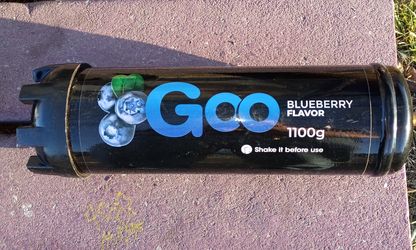 Goo
BLUEBERRY
FLAVOR
1100g
Shake it before use